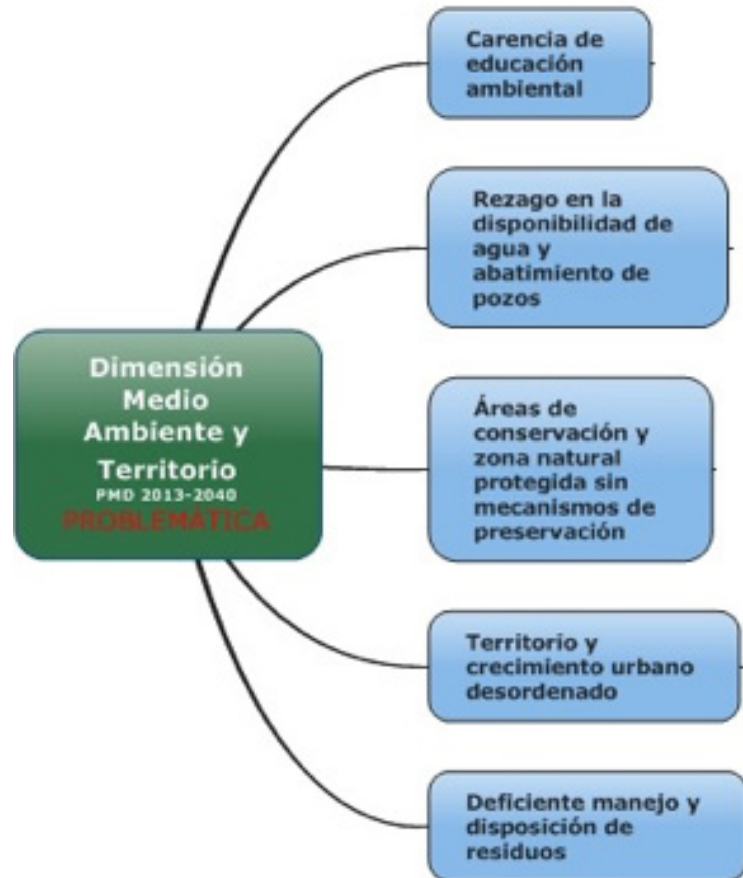 Carencia de
educación
ambiental
Rezago en la
disponibilidad de
agua y
abatimiento de
pozos
Dimensión
Medio
Ambiente y
Territorio
PMD 2013-2040
PROBLEMÁTICA
Áreas de
conservación y
zona natural
protegida sin
mecanismos de
preservación
Territorio y
crecimiento urbano
desordenado
Deficiente manejo y
disposición de
residuos